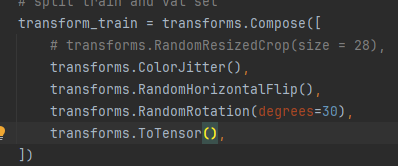 # split train and val set
transform_train = transforms.Compose([
# transforms.RandomResizedCrop(size = 28),
transforms.ColorJitter(),
transforms.RandomHorizontalFlip(),
transforms.RandomRotation(degrees=30),
transforms.ToTensor(),
])